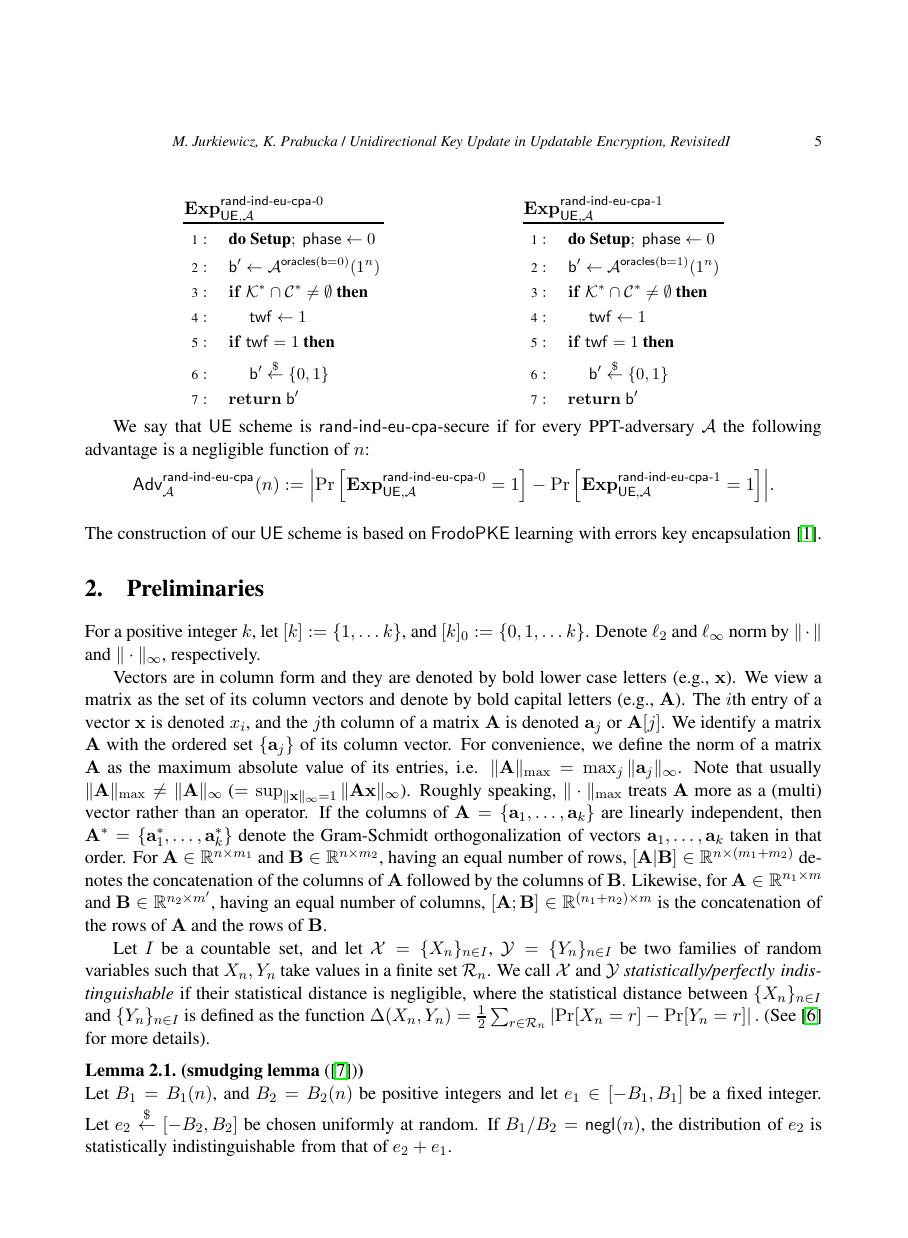 M. Jurkiewicz, K. Prabucka / Unidirectional Key Update in Updatable Encryption, RevisitedI 5
Exp^{rand-ind-eu-cpa-0}_{UE,𝒜}
1 : do Setup; phase ← 0
2 : b′ ← 𝒜^{oracles(b=0)}(1^n)
3 : if 𝒦* ∩ 𝒞* ≠ ∅ then
4 : twf ← 1
5 : if twf = 1 then
6 : b′ ←$ {0, 1}
7 : return b′
Exp^{rand-ind-eu-cpa-1}_{UE,𝒜}
1 : do Setup; phase ← 0
2 : b′ ← 𝒜^{oracles(b=1)}(1^n)
3 : if 𝒦* ∩ 𝒞* ≠ ∅ then
4 : twf ← 1
5 : if twf = 1 then
6 : b′ ←$ {0, 1}
7 : return b′
We say that UE scheme is rand-ind-eu-cpa-secure if for every PPT-adversary 𝒜 the following
advantage is a negligible function of n:
Adv^{rand-ind-eu-cpa}_𝒜(n) := |Pr [Exp^{rand-ind-eu-cpa-0}_{UE,𝒜} = 1] − Pr [Exp^{rand-ind-eu-cpa-1}_{UE,𝒜} = 1]|.
The construction of our UE scheme is based on FrodoPKE learning with errors key encapsulation [1].
2. Preliminaries
For a positive integer k, let [k] := {1, . . . k}, and [k]_0 := {0, 1, . . . k}. Denote ℓ_2 and ℓ_∞ norm by ‖ · ‖
and ‖ · ‖_∞, respectively.
Vectors are in column form and they are denoted by bold lower case letters (e.g., x). We view a
matrix as the set of its column vectors and denote by bold capital letters (e.g., A). The ith entry of a
vector x is denoted x_i, and the jth column of a matrix A is denoted a_j or A[j]. We identify a matrix
A with the ordered set {a_j} of its column vector. For convenience, we define the norm of a matrix
A as the maximum absolute value of its entries, i.e. ‖A‖_max = max_j ‖a_j‖_∞. Note that usually
‖A‖_max ≠ ‖A‖_∞ (= sup_{‖x‖_∞=1} ‖Ax‖_∞). Roughly speaking, ‖ · ‖_max treats A more as a (multi)
vector rather than an operator. If the columns of A = {a_1, . . . , a_k} are linearly independent, then
A* = {a*_1, . . . , a*_k} denote the Gram-Schmidt orthogonalization of vectors a_1, . . . , a_k taken in that
order. For A ∈ ℝ^{n×m_1} and B ∈ ℝ^{n×m_2}, having an equal number of rows, [A|B] ∈ ℝ^{n×(m_1+m_2)} de-
notes the concatenation of the columns of A followed by the columns of B. Likewise, for A ∈ ℝ^{n_1×m}
and B ∈ ℝ^{n_2×m′}, having an equal number of columns, [A; B] ∈ ℝ^{(n_1+n_2)×m} is the concatenation of
the rows of A and the rows of B.
Let I be a countable set, and let 𝒳 = {X_n}_{n∈I}, 𝒴 = {Y_n}_{n∈I} be two families of random
variables such that X_n, Y_n take values in a finite set ℛ_n. We call 𝒳 and 𝒴 statistically/perfectly indis-
tinguishable if their statistical distance is negligible, where the statistical distance between {X_n}_{n∈I}
and {Y_n}_{n∈I} is defined as the function Δ(X_n, Y_n) = 1/2 ∑_{r∈ℛ_n} |Pr[X_n = r] − Pr[Y_n = r]| . (See [6]
for more details).
Lemma 2.1. (smudging lemma ([7]))
Let B_1 = B_1(n), and B_2 = B_2(n) be positive integers and let e_1 ∈ [−B_1, B_1] be a fixed integer.
Let e_2 ←$ [−B_2, B_2] be chosen uniformly at random. If B_1/B_2 = negl(n), the distribution of e_2 is
statistically indistinguishable from that of e_2 + e_1.